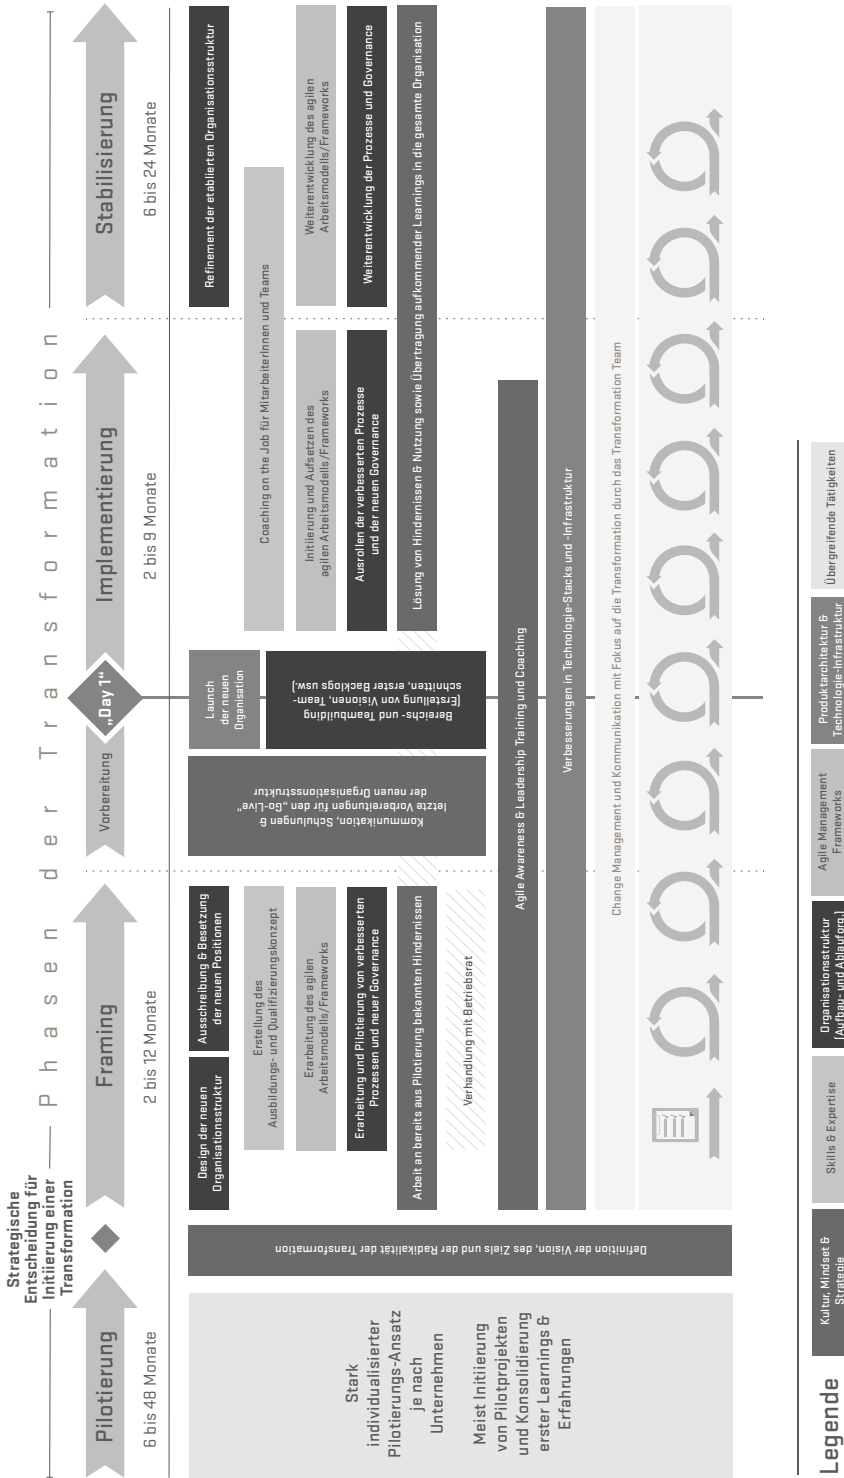 Phasen der Transformation
Strategische
Entscheidung für
Initiierung einer
Transformation
Pilotierung
Framing
Vorbereitung
„Day 1“
Implementierung
Stabilisierung
6 bis 48 Monate
2 bis 12 Monate
2 bis 9 Monate
6 bis 24 Monate
Stark
individualisierter
Pilotierungs-Ansatz
je nach
Unternehmen
Meist Initiierung
von Pilotprojekten
und Konsolidierung
erster Learnings &
Erfahrungen
Definition der Vision, des Ziels und der Radikalität der Transformation
Design der neuen
Organisationsstruktur
Ausschreibung & Besetzung
der neuen Positionen
Erstellung des
Ausbildungs- und Qualifizierungskonzept
Erarbeitung des agilen
Arbeitsmodells/Frameworks
Erarbeitung und Pilotierung von verbesserten
Prozessen und neuer Governance
Arbeit an bereits aus Pilotierung bekannten Hindernissen
Verhandlung mit Betriebsrat
Kommunikation, Schulungen &
letzte Vorbereitungen für den „Go-Live“
der neuen Organisationsstruktur
Launch
der neuen
Organisation
Bereichs- und Teambuilding
(Erstellung von Visionen, Team-
schnitten, erster Backlogs usw.)
Refinement der etablierten Organisationsstruktur
Coaching on the Job für MitarbeiterInnen und Teams
Initiierung und Aufsetzen des
agilen Arbeitsmodells/Frameworks
Weiterentwicklung des agilen
Arbeitsmodells/Frameworks
Ausrollen der verbesserten Prozesse
und der neuen Governance
Weiterentwicklung der Prozesse und Governance
Lösung von Hindernissen & Nutzung sowie Übertragung aufkommender Learnings in die gesamte Organisation
Agile Awareness & Leadership Training und Coaching
Verbesserungen in Technologie-Stacks und -Infrastruktur
Change Management und Kommunikation mit Fokus auf die Transformation durch das Transformation Team
Legende
Kultur, Mindset &
Strategie
Skills & Expertise
Organisationsstruktur
(Aufbau- und Ablauforg.)
Agile Management
Frameworks
Produktarchitektur &
Technologie-Infrastruktur
Übergreifende Tätigkeiten